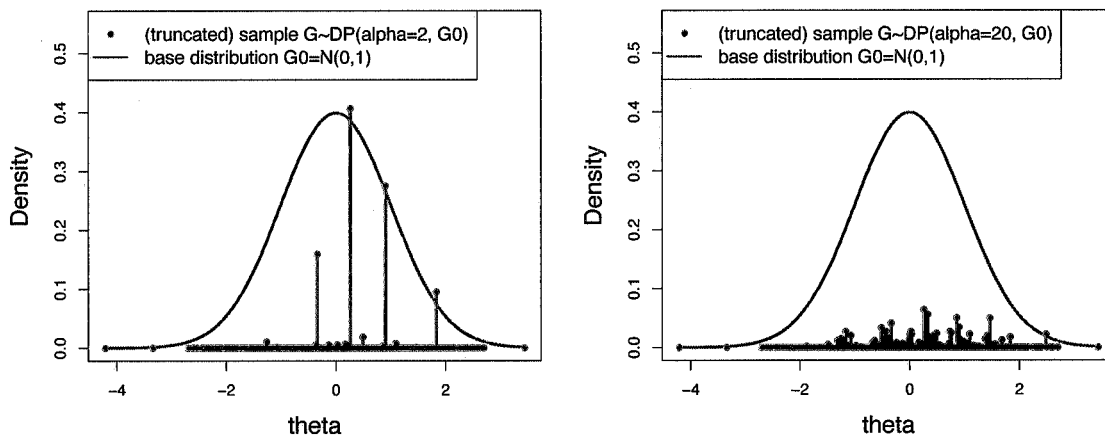 (truncated) sample G~DP(alpha=2, G0)
base distribution G0=N(0,1)
Density
0.5
0.4
0.3
0.2
0.1
0.0
-4
-2
0
2
theta
(truncated) sample G~DP(alpha=20, G0)
base distribution G0=N(0,1)
Density
0.5
0.4
0.3
0.2
0.1
0.0
-4
-2
0
2
theta